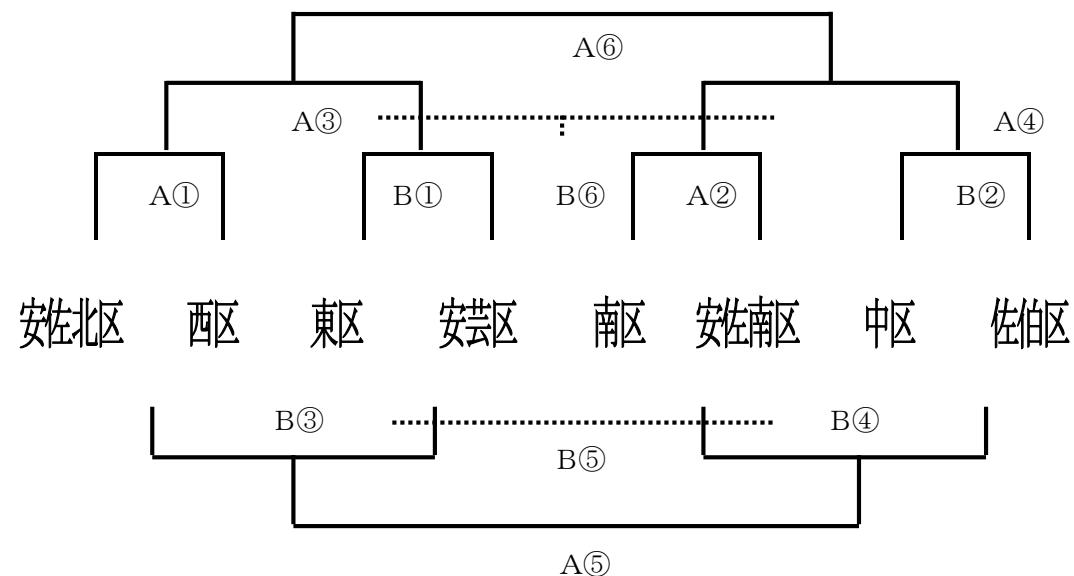 A⑥
A③ A④
A① B① B⑥ A② B②
安佐北区 西区 東区 安芸区 南区 安佐南区 中区 佐伯区
B③ B④
B⑤
A⑤